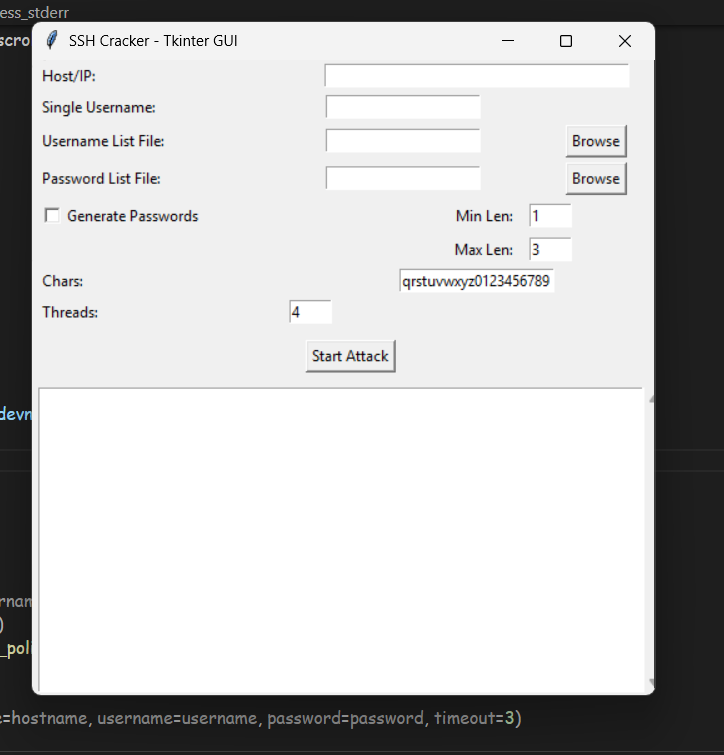 ess_stderr
scro
SSH Cracker - Tkinter GUI
Host/IP:
Single Username:
Username List File: Browse
Password List File: Browse
Generate Passwords Min Len: 1
Max Len: 3
Chars: qrstuvwxyz0123456789
Threads: 4
Start Attack
devn
rnam
)
_poli
e=hostname, username=username, password=password, timeout=3)